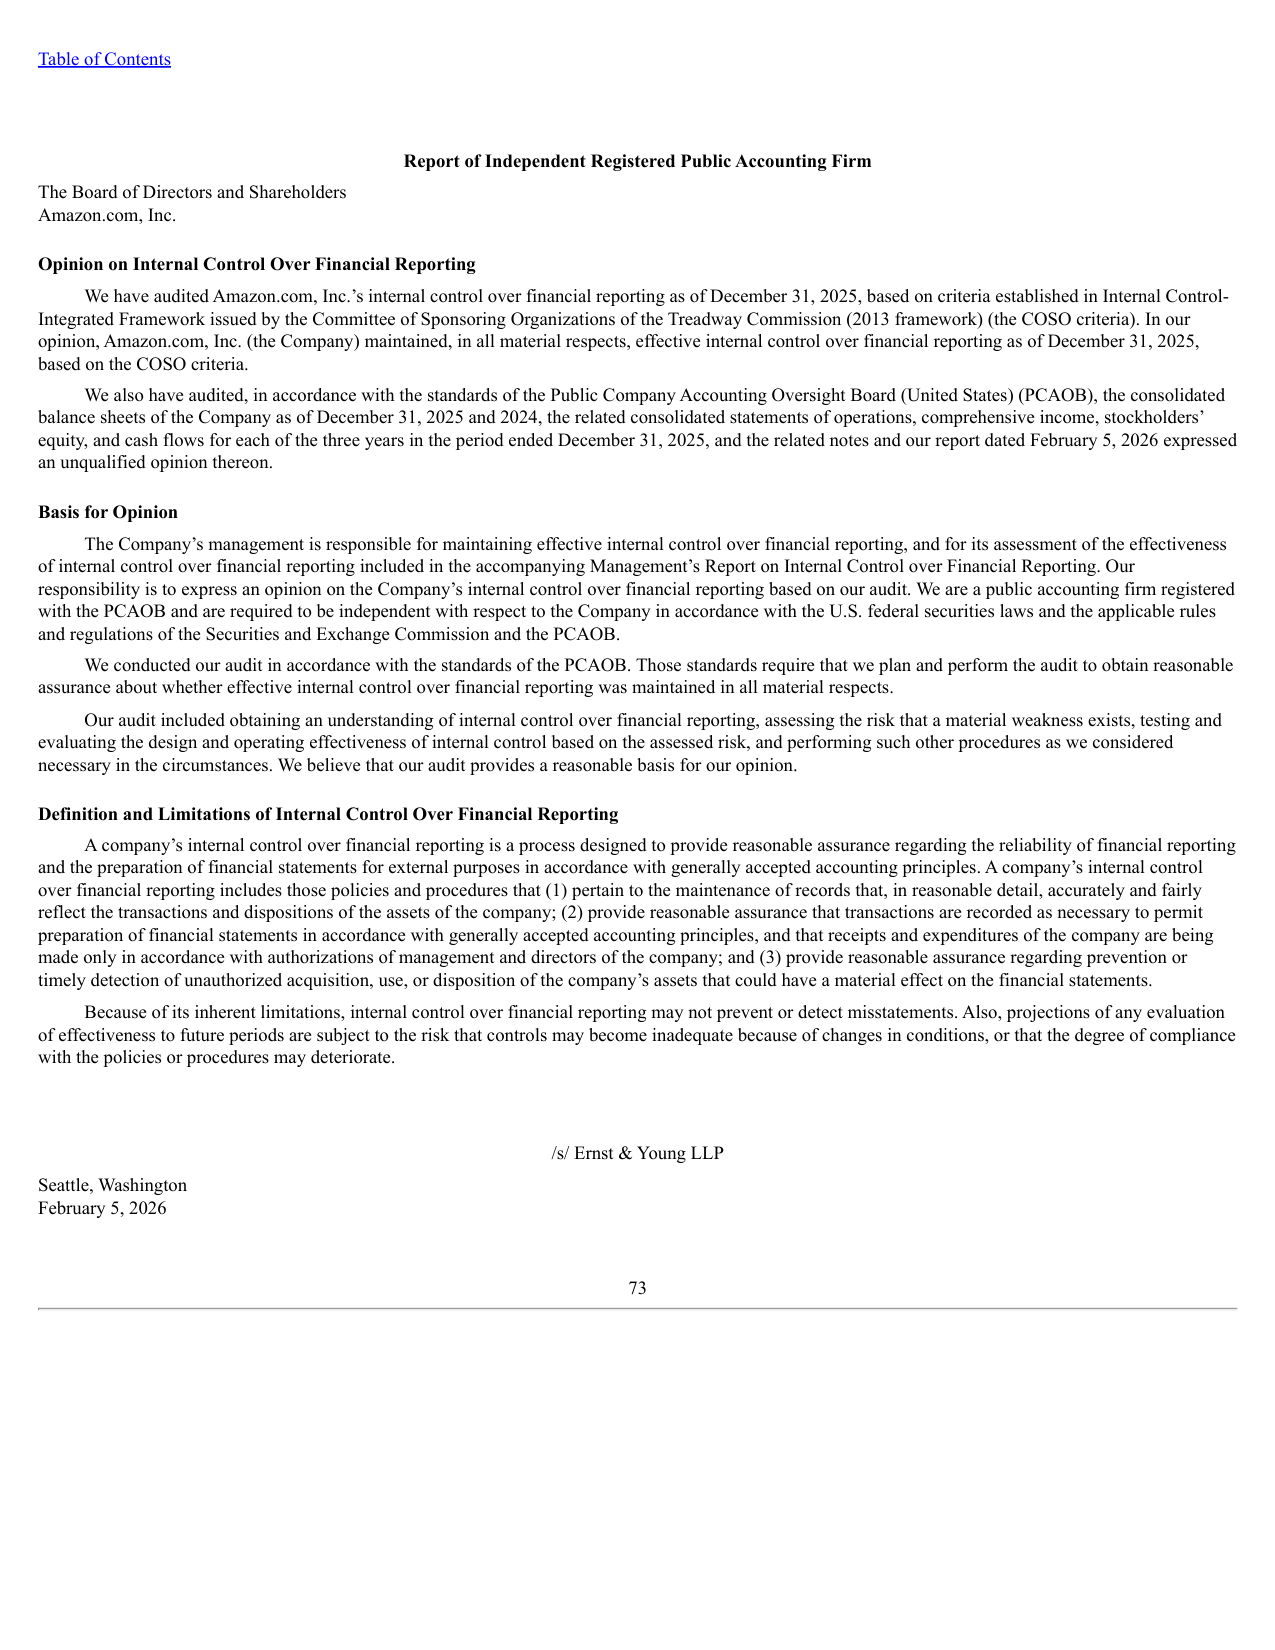 Table of Contents
Report of Independent Registered Public Accounting Firm
The Board of Directors and Shareholders
Amazon.com, Inc.
Opinion on Internal Control Over Financial Reporting
We have audited Amazon.com, Inc.’s internal control over financial reporting as of December 31, 2025, based on criteria established in Internal Control-
Integrated Framework issued by the Committee of Sponsoring Organizations of the Treadway Commission (2013 framework) (the COSO criteria). In our
opinion, Amazon.com, Inc. (the Company) maintained, in all material respects, effective internal control over financial reporting as of December 31, 2025,
based on the COSO criteria.
We also have audited, in accordance with the standards of the Public Company Accounting Oversight Board (United States) (PCAOB), the consolidated
balance sheets of the Company as of December 31, 2025 and 2024, the related consolidated statements of operations, comprehensive income, stockholders’
equity, and cash flows for each of the three years in the period ended December 31, 2025, and the related notes and our report dated February 5, 2026 expressed
an unqualified opinion thereon.
Basis for Opinion
The Company’s management is responsible for maintaining effective internal control over financial reporting, and for its assessment of the effectiveness
of internal control over financial reporting included in the accompanying Management’s Report on Internal Control over Financial Reporting. Our
responsibility is to express an opinion on the Company’s internal control over financial reporting based on our audit. We are a public accounting firm registered
with the PCAOB and are required to be independent with respect to the Company in accordance with the U.S. federal securities laws and the applicable rules
and regulations of the Securities and Exchange Commission and the PCAOB.
We conducted our audit in accordance with the standards of the PCAOB. Those standards require that we plan and perform the audit to obtain reasonable
assurance about whether effective internal control over financial reporting was maintained in all material respects.
Our audit included obtaining an understanding of internal control over financial reporting, assessing the risk that a material weakness exists, testing and
evaluating the design and operating effectiveness of internal control based on the assessed risk, and performing such other procedures as we considered
necessary in the circumstances. We believe that our audit provides a reasonable basis for our opinion.
Definition and Limitations of Internal Control Over Financial Reporting
A company’s internal control over financial reporting is a process designed to provide reasonable assurance regarding the reliability of financial reporting
and the preparation of financial statements for external purposes in accordance with generally accepted accounting principles. A company’s internal control
over financial reporting includes those policies and procedures that (1) pertain to the maintenance of records that, in reasonable detail, accurately and fairly
reflect the transactions and dispositions of the assets of the company; (2) provide reasonable assurance that transactions are recorded as necessary to permit
preparation of financial statements in accordance with generally accepted accounting principles, and that receipts and expenditures of the company are being
made only in accordance with authorizations of management and directors of the company; and (3) provide reasonable assurance regarding prevention or
timely detection of unauthorized acquisition, use, or disposition of the company’s assets that could have a material effect on the financial statements.
Because of its inherent limitations, internal control over financial reporting may not prevent or detect misstatements. Also, projections of any evaluation
of effectiveness to future periods are subject to the risk that controls may become inadequate because of changes in conditions, or that the degree of compliance
with the policies or procedures may deteriorate.
/s/ Ernst & Young LLP
Seattle, Washington
February 5, 2026
73